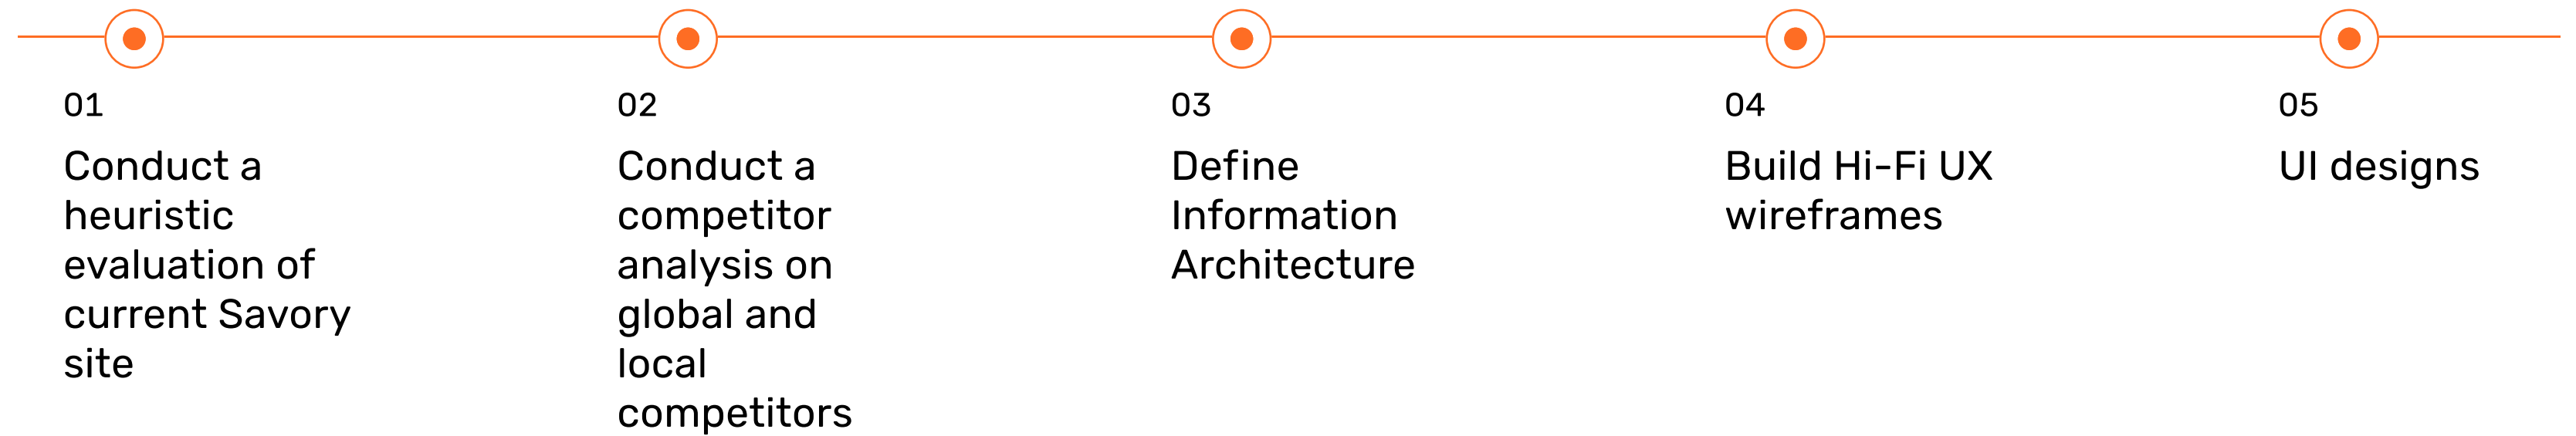 01
Conduct a
heuristic
evaluation of
current Savory
site
02
Conduct a
competitor
analysis on
global and
local
competitors
03
Define
Information
Architecture
04
Build Hi-Fi UX
wireframes
05
UI designs